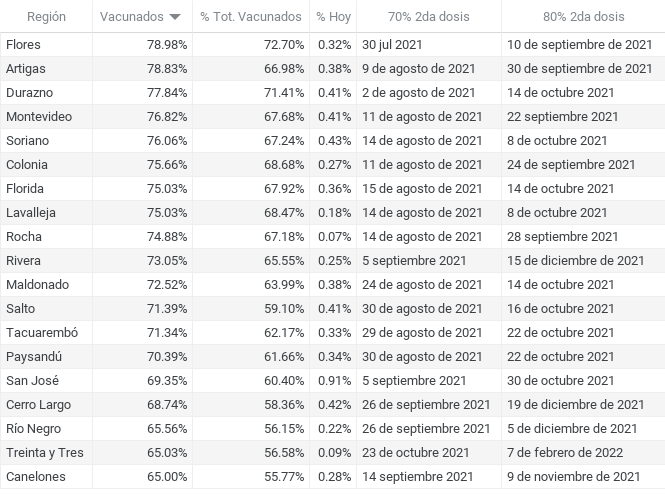 Región Vacunados % Tot. Vacunados % Hoy 70% 2da dosis 80% 2da dosis
Flores 78.98% 72.70% 0.32% 30 jul 2021 10 de septiembre de 2021
Artigas 78.83% 66.98% 0.38% 9 de agosto de 2021 30 de septiembre de 2021
Durazno 77.84% 71.41% 0.41% 2 de agosto de 2021 14 de octubre 2021
Montevideo 76.82% 67.68% 0.41% 11 de agosto de 2021 22 septiembre 2021
Soriano 76.06% 67.24% 0.43% 14 de agosto 2021 8 de octubre 2021
Colonia 75.66% 68.68% 0.27% 11 de agosto de 2021 24 de septiembre 2021
Florida 75.03% 67.92% 0.36% 15 de agosto 2021 14 de octubre 2021
Lavalleja 75.03% 68.47% 0.18% 14 de agosto 2021 8 de octubre 2021
Rocha 74.88% 67.18% 0.07% 14 de agosto 2021 28 septiembre 2021
Rivera 73.05% 65.55% 0.25% 5 septiembre 2021 15 de diciembre de 2021
Maldonado 72.52% 63.99% 0.38% 24 de agosto 2021 14 de octubre 2021
Salto 71.39% 59.10% 0.41% 30 de agosto 2021 16 de octubre 2021
Tacuarembó 71.34% 62.17% 0.33% 29 de agosto 2021 22 de octubre 2021
Paysandú 70.39% 61.66% 0.34% 30 de agosto 2021 22 de octubre 2021
San José 69.35% 60.40% 0.91% 5 septiembre 2021 30 de octubre 2021
Cerro Largo 68.74% 58.36% 0.42% 26 de septiembre 2021 19 de diciembre de 2021
Río Negro 65.56% 56.15% 0.22% 26 de septiembre 2021 5 de diciembre de 2021
Treinta y Tres 65.03% 56.58% 0.09% 23 de octubre 2021 7 de febrero de 2022
Canelones 65.00% 55.77% 0.28% 14 septiembre 2021 9 de noviembre de 2021